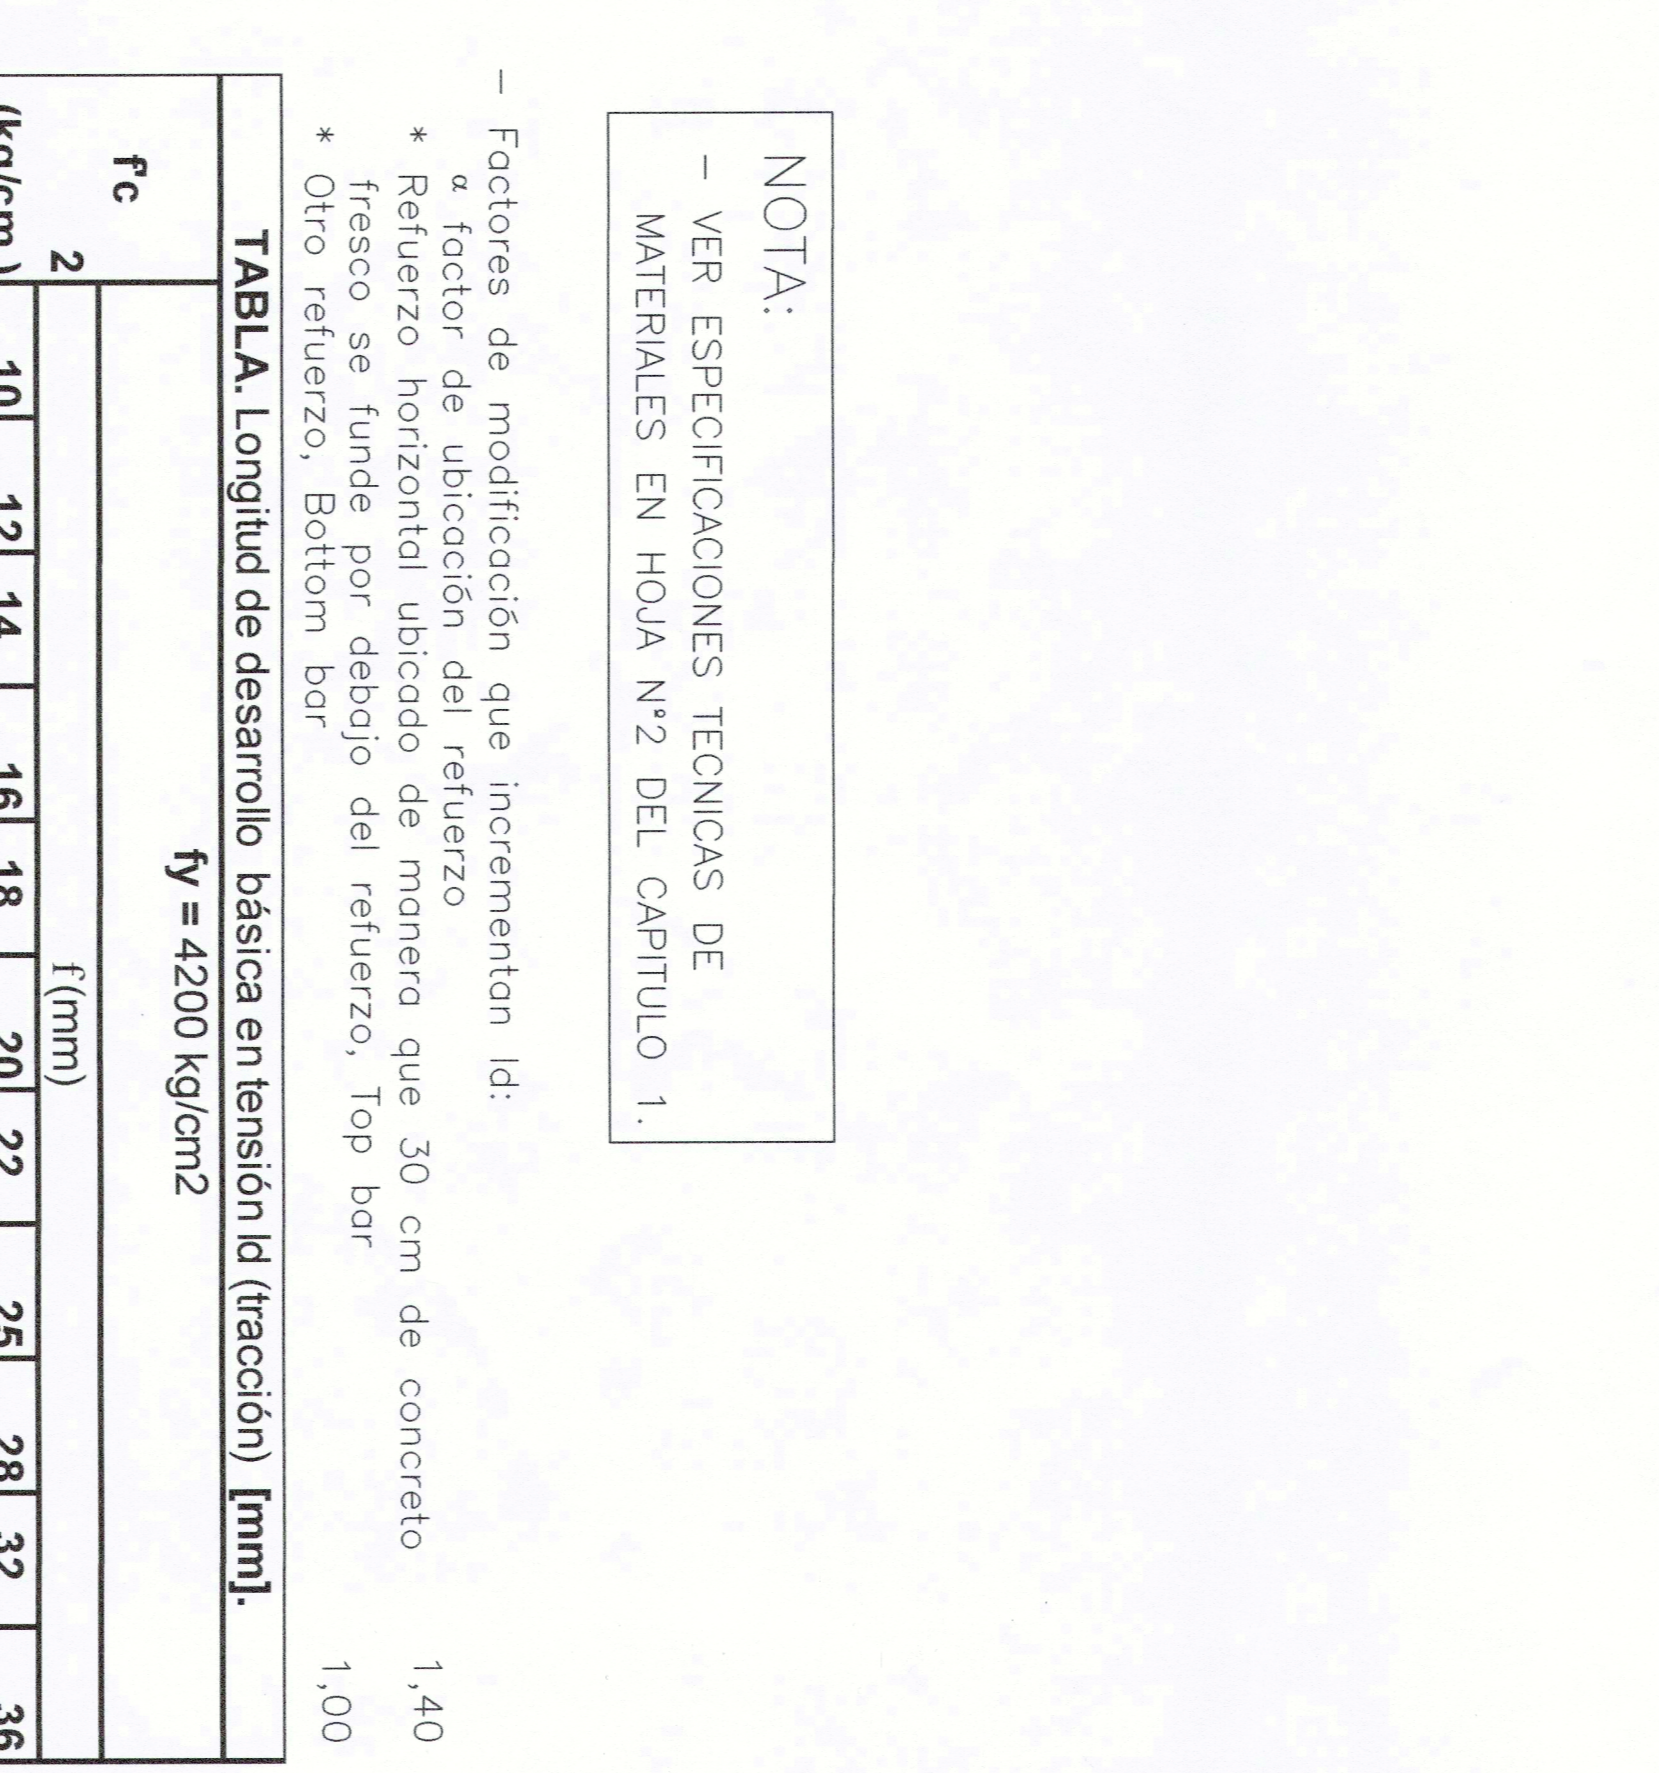 NOTA:
- VER ESPECIFICACIONES TECNICAS DE
MATERIALES EN HOJA Nº2 DEL CAPITULO 1.
- Factores de modificación que incrementan ld:
α factor de ubicación del refuerzo
* Refuerzo horizontal ubicado de manera que 30 cm de concreto 1,40
fresco se funde por debajo del refuerzo, Top bar
* Otro refuerzo, Bottom bar 1,00
TABLA. Longitud de desarrollo básica en tensión ld (tracción) [mm].
fy = 4200 kg/cm2
f'c
f(mm)
2
(kg/cm ) 10 12 14 16 18 20 22 25 28 32 36